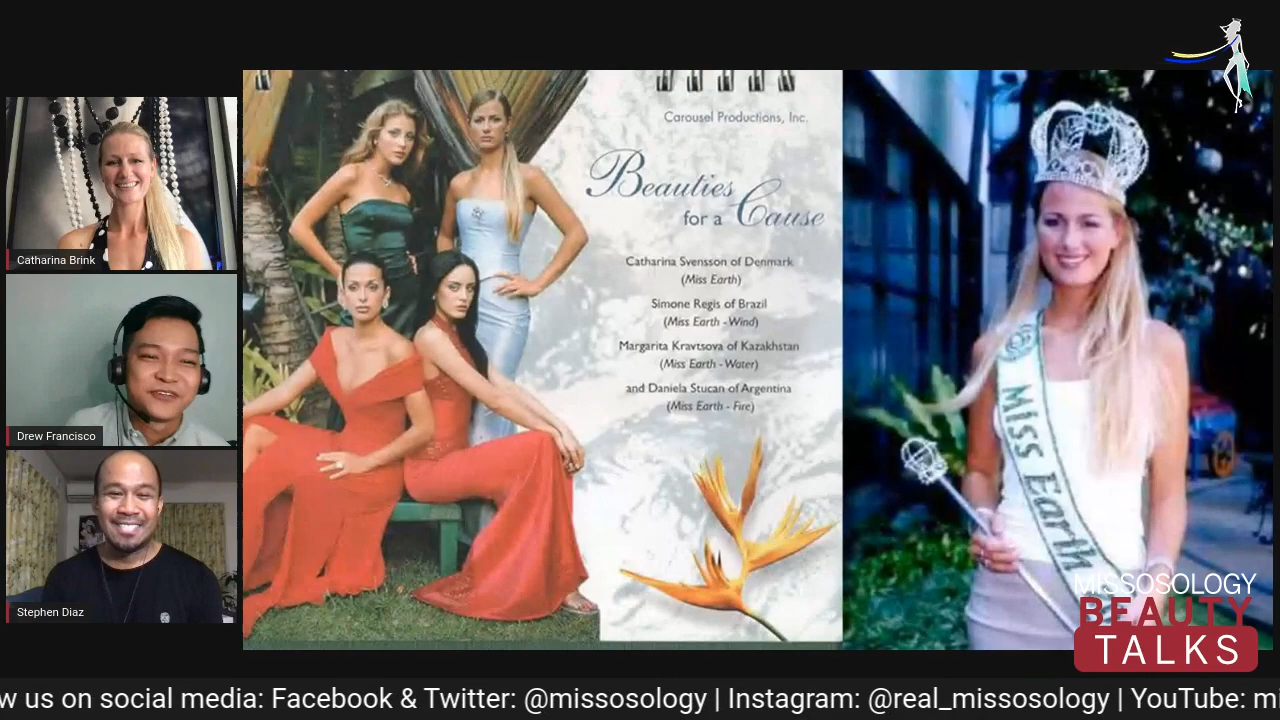 Catharina Brink
Drew Francisco
Stephen Diaz
Carousel Productions, Inc.
Beauties
for a Cause
Catharina Svensson of Denmark
(Miss Earth)
Simone Regis of Brazil
(Miss Earth - Wind)
Margarita Kravtsova of Kazakhstan
(Miss Earth - Water)
and Daniela Stucan of Argentina
(Miss Earth - Fire)
Miss Earth
MISSOSOLOGY
BEAUTY
TALKS
w us on social media: Facebook & Twitter: @missosology | Instagram: @real_missosology | YouTube: m